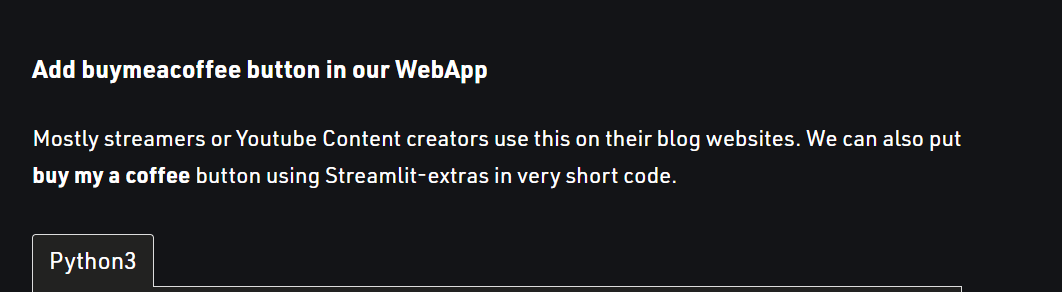 Add buymeacoffee button in our WebApp
Mostly streamers or Youtube Content creators use this on their blog websites. We can also put
buy my a coffee button using Streamlit-extras in very short code.
Python3